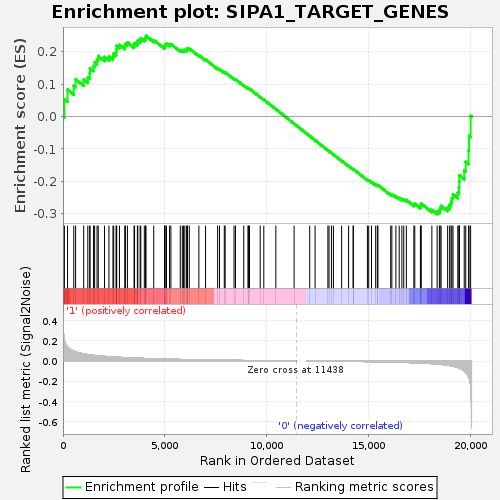 Enrichment plot: SIPA1_TARGET_GENES
Enrichment score (ES)
0.2
0.1
0.0
-0.1
-0.2
-0.3
'1' (positively correlated)
Ranked list metric (Signal2Noise)
0.4
0.2
0.0
-0.2
-0.4
-0.6
Zero cross at 11438
'0' (negatively correlated)
0
5,000
10,000
15,000
20,000
Rank in Ordered Dataset
Enrichment profile
Hits
Ranking metric scores